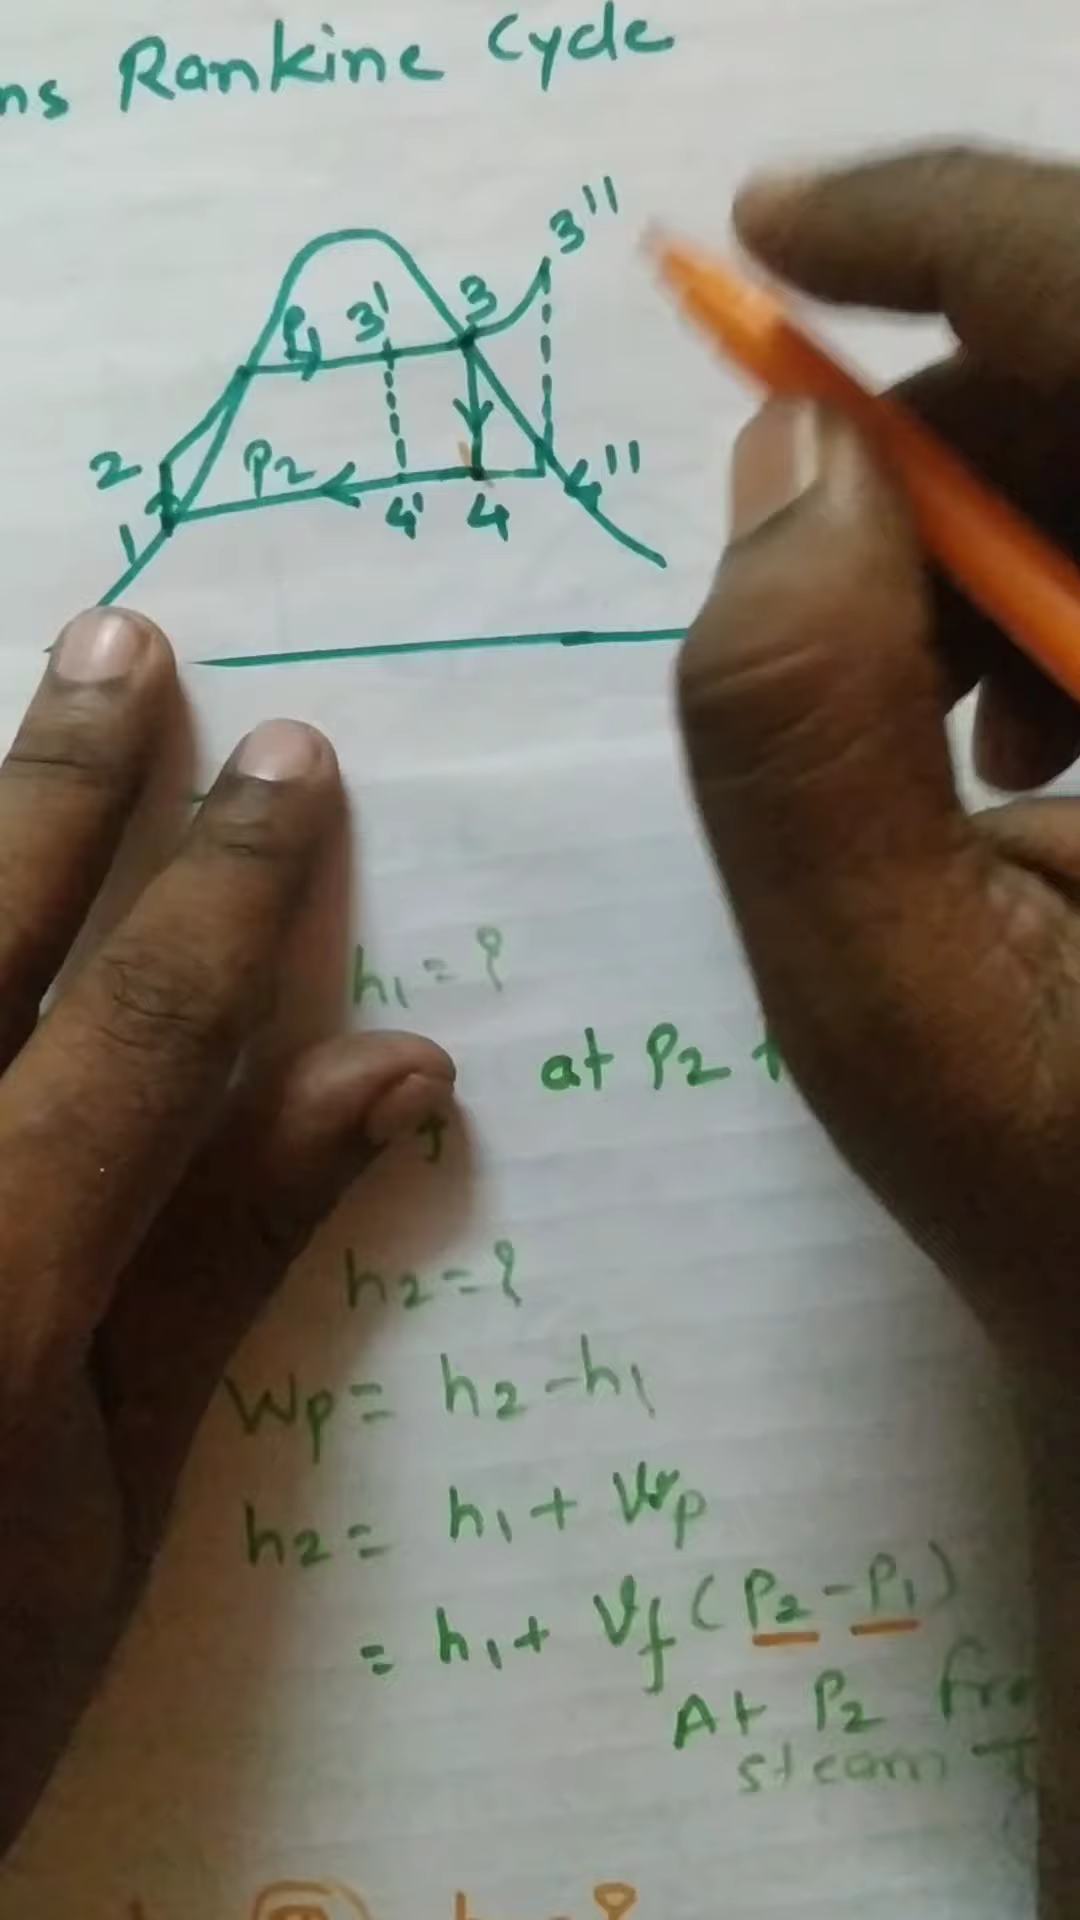 ns Rankine Cycle
3''
3' 3
P1
2 P2 4''
1 4' 4
h1 = ?
at P2
h2 = ?
Wp = h2 - h1
h2 = h1 + Wp
= h1 + Vf (P2 - P1)
At P2
steam